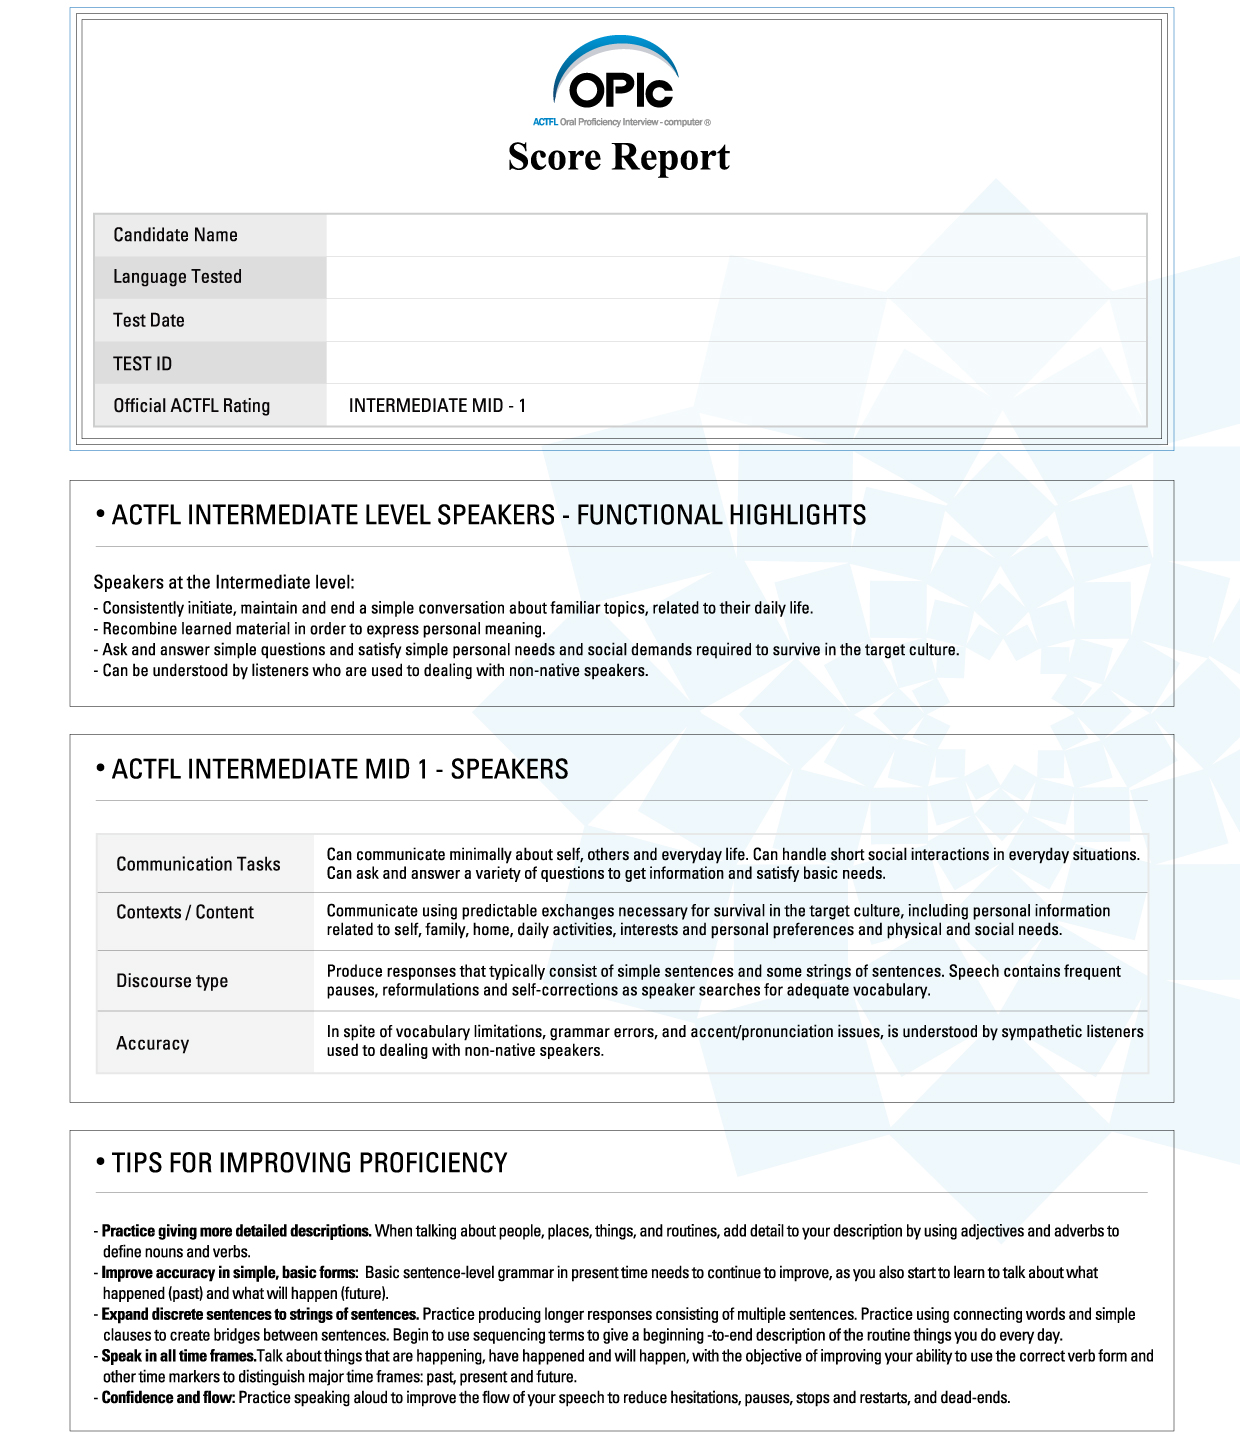 OPIc
ACTFL Oral Proficiency Interview - computer ®
Score Report
Candidate Name
Language Tested
Test Date
TEST ID
Official ACTFL Rating INTERMEDIATE MID - 1
• ACTFL INTERMEDIATE LEVEL SPEAKERS - FUNCTIONAL HIGHLIGHTS
Speakers at the Intermediate level:
- Consistently initiate, maintain and end a simple conversation about familiar topics, related to their daily life.
- Recombine learned material in order to express personal meaning.
- Ask and answer simple questions and satisfy simple personal needs and social demands required to survive in the target culture.
- Can be understood by listeners who are used to dealing with non-native speakers.
• ACTFL INTERMEDIATE MID 1 - SPEAKERS
Communication Tasks
Can communicate minimally about self, others and everyday life. Can handle short social interactions in everyday situations.
Can ask and answer a variety of questions to get information and satisfy basic needs.
Contexts / Content
Communicate using predictable exchanges necessary for survival in the target culture, including personal information
related to self, family, home, daily activities, interests and personal preferences and physical and social needs.
Discourse type
Produce responses that typically consist of simple sentences and some strings of sentences. Speech contains frequent
pauses, reformulations and self-corrections as speaker searches for adequate vocabulary.
Accuracy
In spite of vocabulary limitations, grammar errors, and accent/pronunciation issues, is understood by sympathetic listeners
used to dealing with non-native speakers.
• TIPS FOR IMPROVING PROFICIENCY
- Practice giving more detailed descriptions. When talking about people, places, things, and routines, add detail to your description by using adjectives and adverbs to
define nouns and verbs.
- Improve accuracy in simple, basic forms: Basic sentence-level grammar in present time needs to continue to improve, as you also start to learn to talk about what
happened (past) and what will happen (future).
- Expand discrete sentences to strings of sentences. Practice producing longer responses consisting of multiple sentences. Practice using connecting words and simple
clauses to create bridges between sentences. Begin to use sequencing terms to give a beginning -to-end description of the routine things you do every day.
- Speak in all time frames.Talk about things that are happening, have happened and will happen, with the objective of improving your ability to use the correct verb form and
other time markers to distinguish major time frames: past, present and future.
- Confidence and flow: Practice speaking aloud to improve the flow of your speech to reduce hesitations, pauses, stops and restarts, and dead-ends.